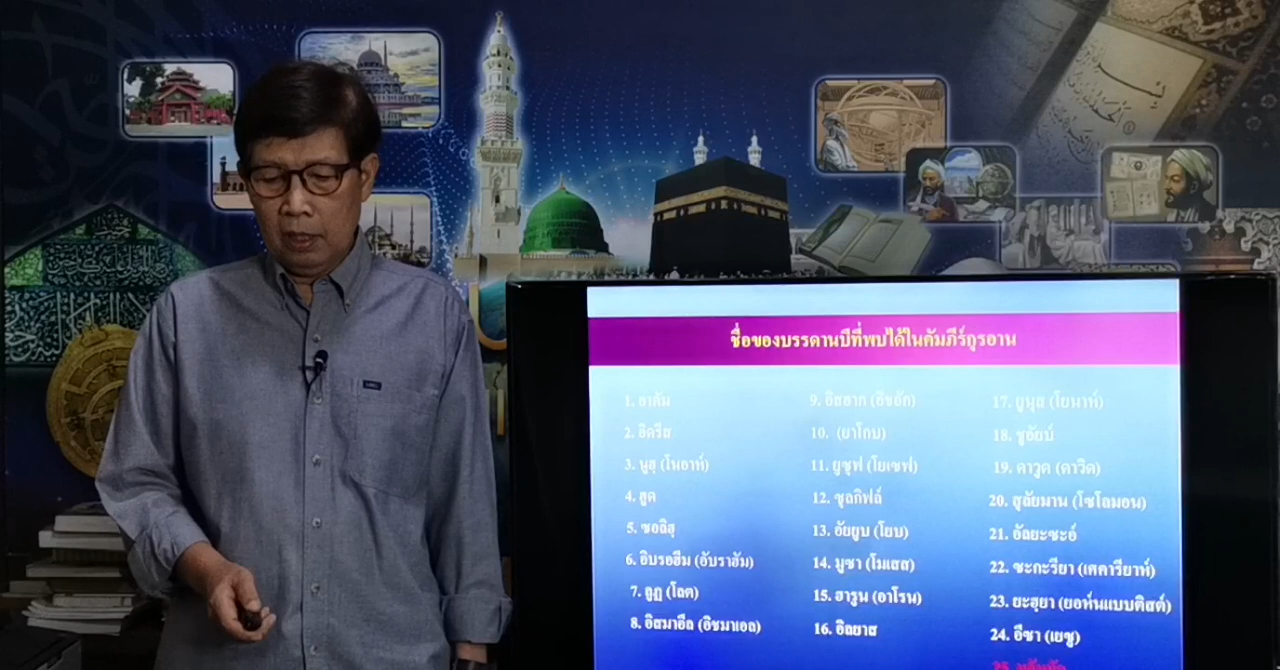 ชื่อของบรรดานบีที่พบได้ในคัมภีร์กุรอาน
1. อาดัม
2. อิดรีส
3. นูฮฺ (โนอาห์)
4. ฮูด
5. ซอลิฮฺ
6. อิบรอฮีม (อับราฮัม)
7. ลูฏ (โลต)
8. อิสมาอีล (อิชมาเอล)
9. อิสฮาก (อิซอัก)
10. (ยาโกบ)
11. ยูซุฟ (โยเซฟ)
12. ซุลกิฟล์
13. อัยยูบ (โยบ)
14. มูซา (โมเสส)
15. ฮารูน (อาโรน)
16. อิลยาส
17. ยูนุส (โยนาห์)
18. ชูอัยบ์
19. ดาวูด (ดาวิด)
20. สุลัยมาน (โซโลมอน)
21. อัลยะซะอ์
22. ซะกะรียา (เศคารียาห์)
23. ยะฮฺยา (ยอห์นแบบติสต์)
24. อีซา (เยซู)
25.